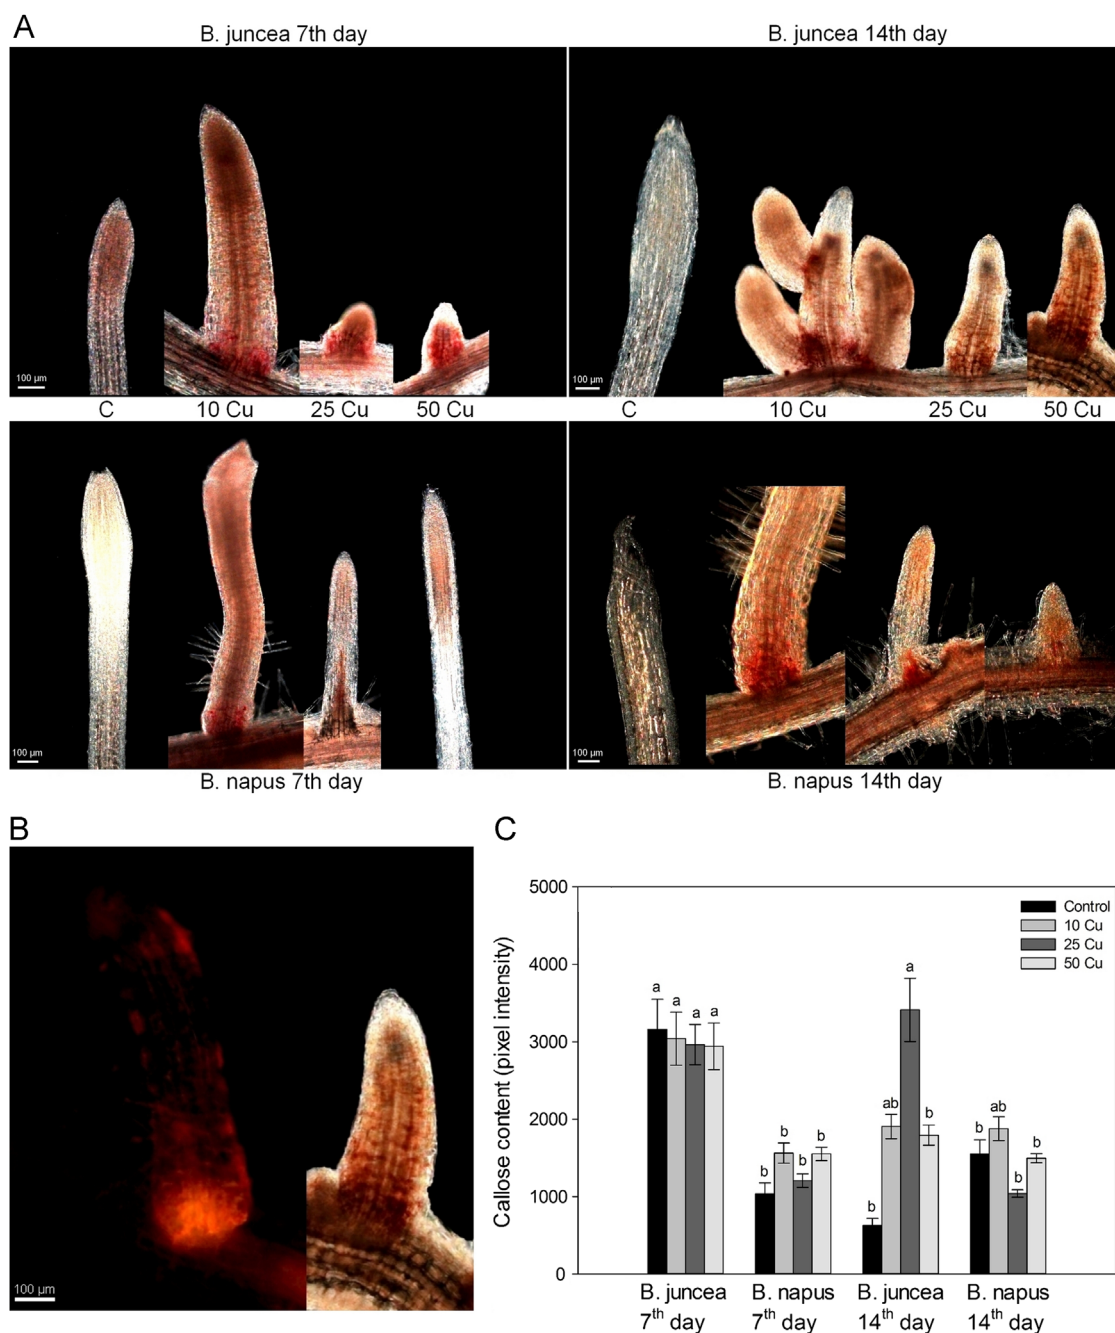 A
B. juncea 7th day
B. juncea 14th day
100 µm
100 µm
C 10 Cu 25 Cu 50 Cu
C 10 Cu 25 Cu 50 Cu
100 µm
100 µm
B. napus 7th day
B. napus 14th day
B
100 µm
C
Callose content (pixel intensity)
5000
4000
3000
2000
1000
0
Control
10 Cu
25 Cu
50 Cu
a a a a
b b b b
b ab a b
b ab b b
B. juncea
7th day
B. napus
7th day
B. juncea
14th day
B. napus
14th day